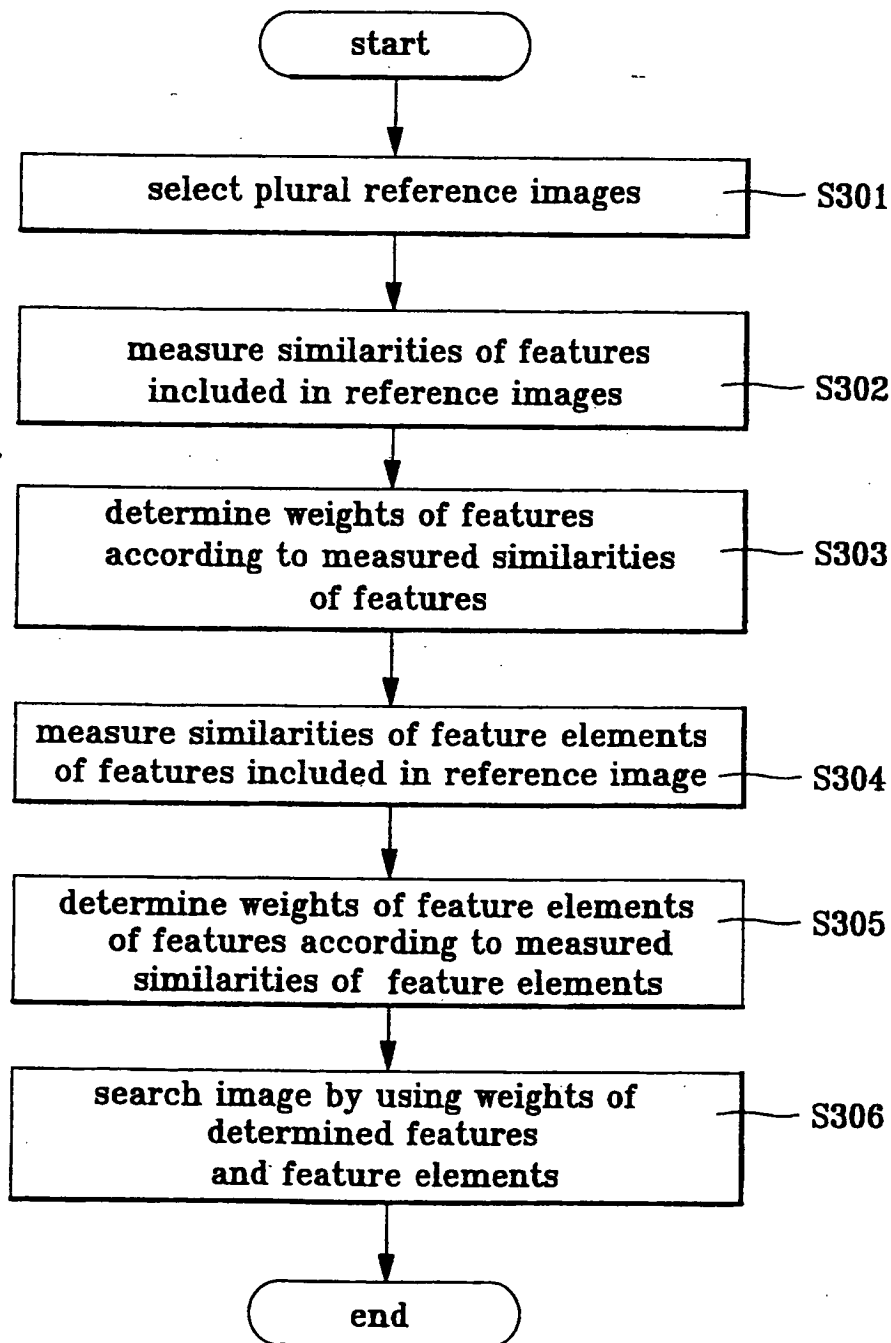 start
select plural reference images
S301
measure similarities of features
included in reference images
S302
determine weights of features
according to measured similarities
of features
S303
measure similarities of feature elements
of features included in reference image
S304
determine weights of feature elements
of features according to measured
similarities of feature elements
S305
search image by using weights of
determined features
and feature elements
S306
end